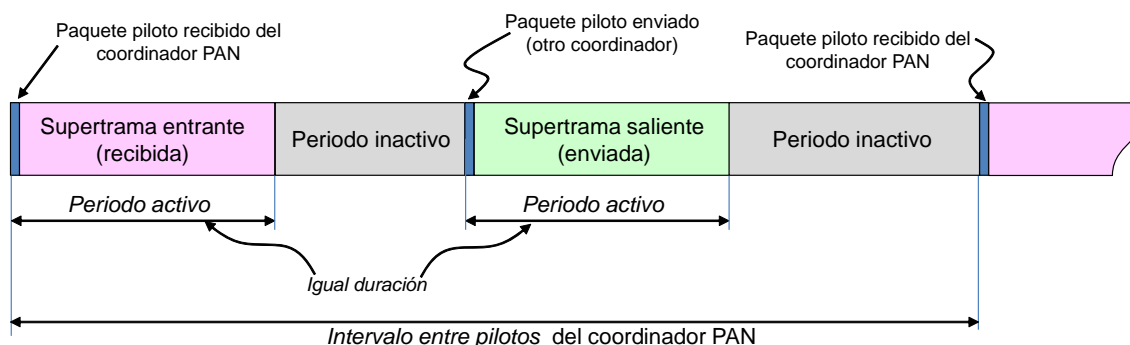 Paquete piloto recibido del
coordinador PAN
Paquete piloto enviado
(otro coordinador)
Paquete piloto recibido del
coordinador PAN
Supertrama entrante
(recibida)
Periodo inactivo
Supertrama saliente
(enviada)
Periodo inactivo
Periodo activo
Periodo activo
Igual duración
Intervalo entre pilotos del coordinador PAN